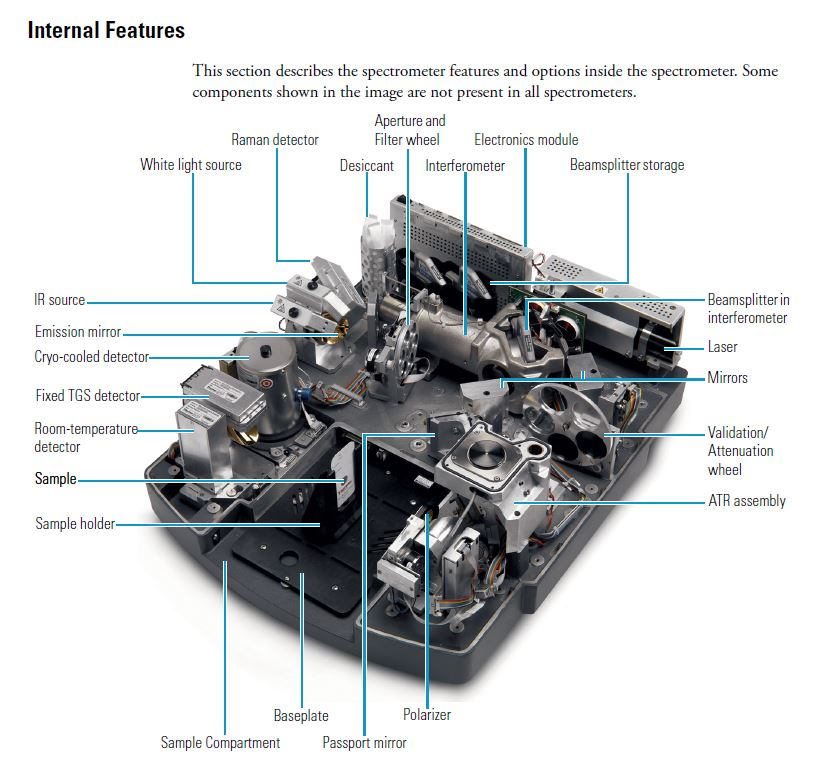 Internal Features
This section describes the spectrometer features and options inside the spectrometer. Some
components shown in the image are not present in all spectrometers.
Aperture and
Filter wheel
Raman detector
Electronics module
White light source
Desiccant
Interferometer
Beamsplitter storage
IR source
Beamsplitter in
interferometer
Emission mirror
Laser
Cryo-cooled detector
Mirrors
Fixed TGS detector
Room-temperature
detector
Validation/
Attenuation
wheel
Sample
ATR assembly
Sample holder
Baseplate
Polarizer
Sample Compartment
Passport mirror